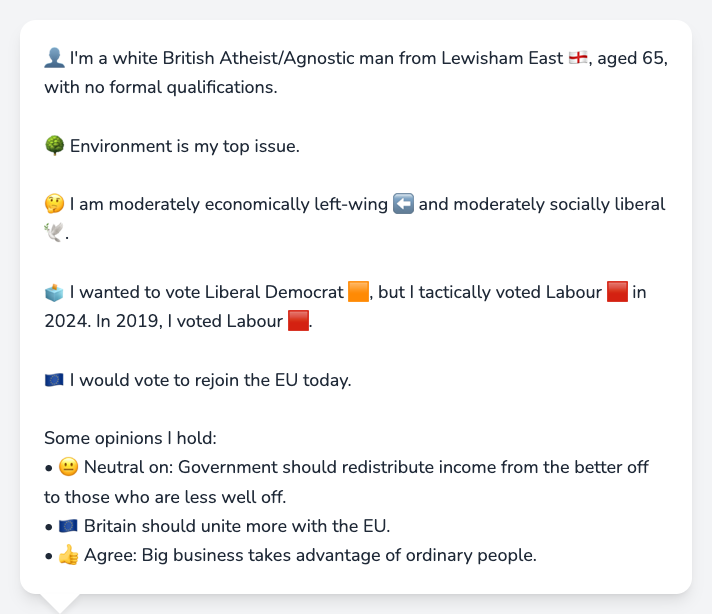 👤 I'm a white British Atheist/Agnostic man from Lewisham East 🏴󠁧󠁢󠁥󠁮󠁧󠁿, aged 65,
with no formal qualifications.
🌳 Environment is my top issue.
🤔 I am moderately economically left-wing ⬅️ and moderately socially liberal
🕊️.
🗳️ I wanted to vote Liberal Democrat 🟧, but I tactically voted Labour 🟥 in
2024. In 2019, I voted Labour 🟥.
🇪🇺 I would vote to rejoin the EU today.
Some opinions I hold:
• 😐 Neutral on: Government should redistribute income from the better off
to those who are less well off.
• 🇪🇺 Britain should unite more with the EU.
• 👍 Agree: Big business takes advantage of ordinary people.